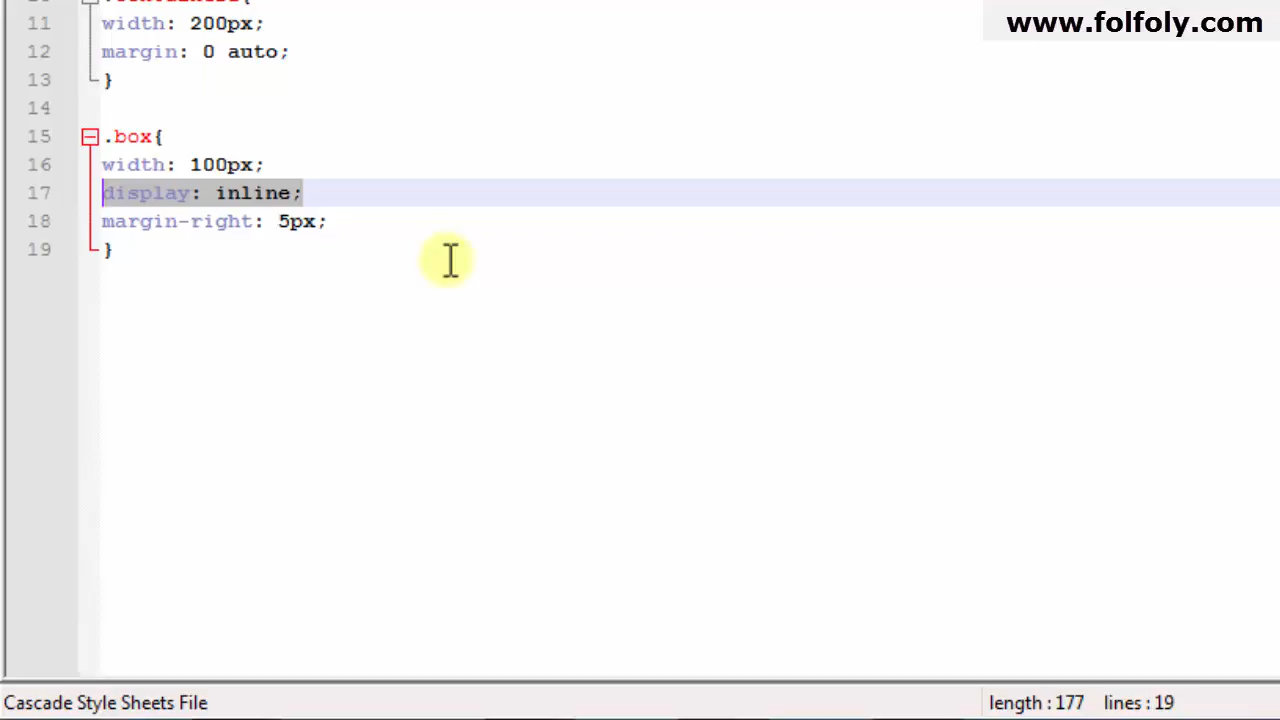 www.folfoly.com
11 width: 200px;
12 margin: 0 auto;
13 }
14
15 .box{
16 width: 100px;
17 display: inline;
18 margin-right: 5px;
19 }
Cascade Style Sheets File length : 177 lines : 19